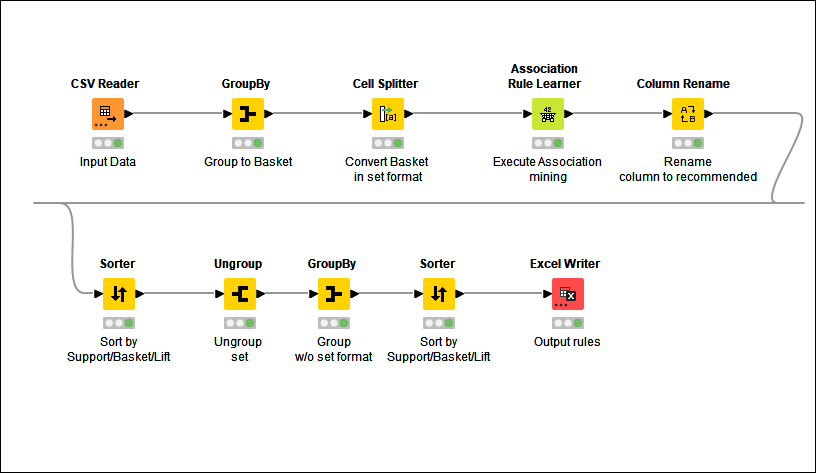 CSV Reader
Input Data
GroupBy
Group to Basket
Cell Splitter
Convert Basket
in set format
Association
Rule Learner
Execute Association
mining
Column Rename
Rename
column to recommended
Sorter
Sort by
Support/Basket/Lift
Ungroup
Ungroup
set
GroupBy
Group
w/o set format
Sorter
Sort by
Support/Basket/Lift
Excel Writer
Output rules